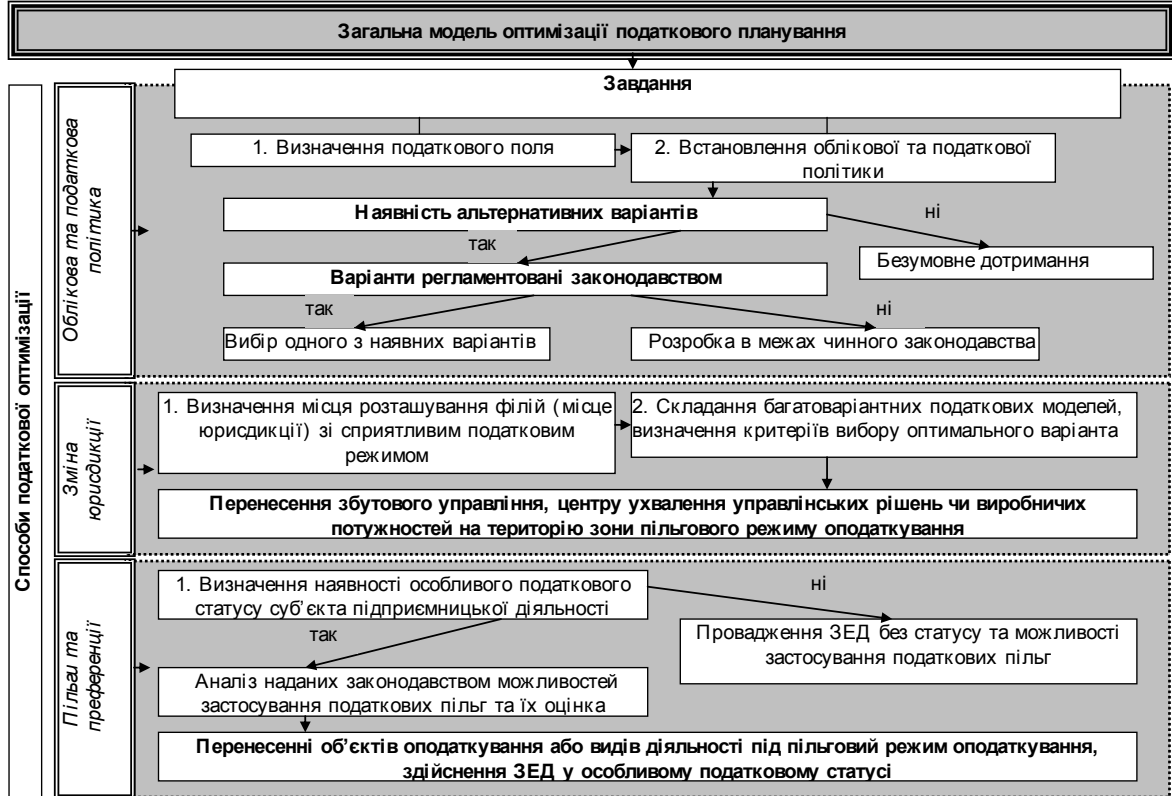 Загальна модель оптимізації податкового планування
Завдання
Способи податкової оптимізації
Облікова та податкова
політика
1. Визначення податкового поля
2. Встановлення облікової та податкової
політики
Наявність альтернативних варіантів
ні
так
Безумовне дотримання
Варіанти регламентовані законодавством
так
ні
Вибір одного з наявних варіантів
Розробка в межах чинного законодавства
Зміна
юрисдикції
1. Визначення місця розташування філій (місце
юрисдикції) зі сприятливим податковим
режимом
2. Складання багатоваріантних податкових моделей,
визначення критеріїв вибору оптимального варіанта
Перенесення збутового управління, центру ухвалення управлінських рішень чи виробничих
потужностей на територію зони пільгового режиму оподаткування
Пільги та
преференції
1. Визначення наявності особливого податкового
статусу суб’єкта підприємницької діяльності
ні
так
Провадження ЗЕД без статусу та можливості
застосування податкових пільг
Аналіз наданих законодавством можливостей
застосування податкових пільг та їх оцінка
Перенесенні об’єктів оподаткування або видів діяльності під пільговий режим оподаткування,
здійснення ЗЕД у особливому податковому статусі